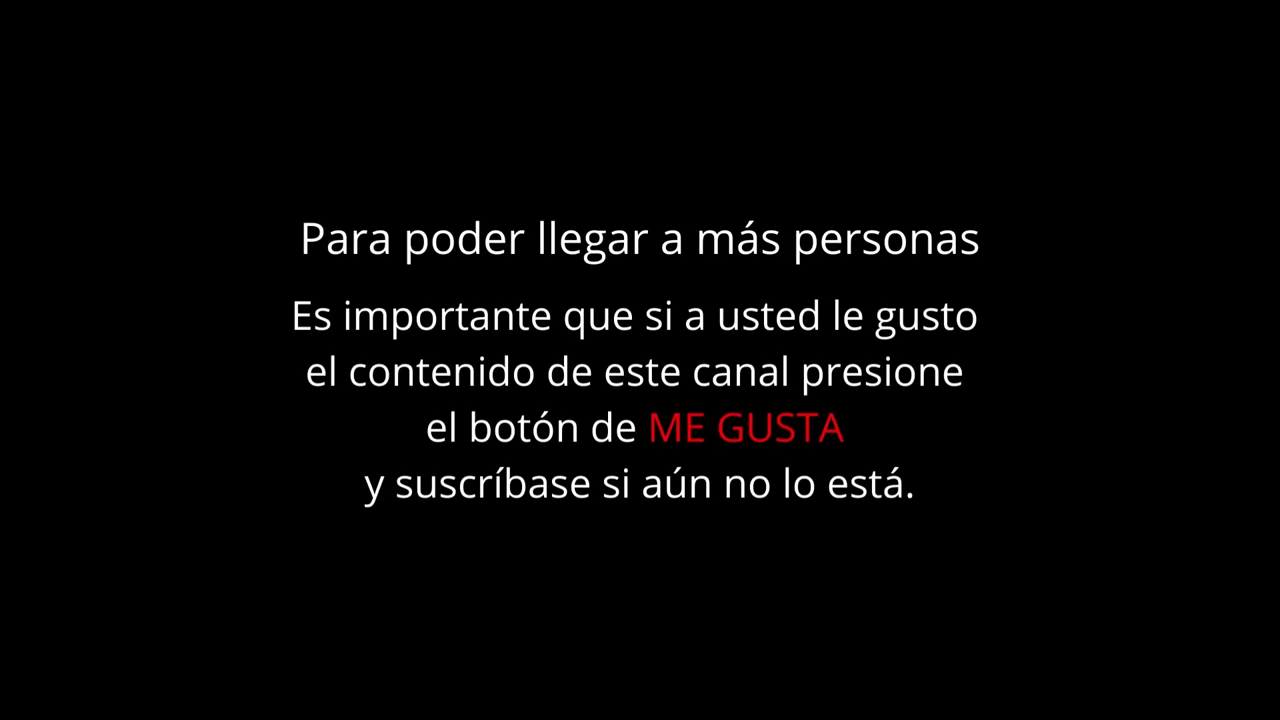 Para poder llegar a más personas
Es importante que si a usted le gusto
el contenido de este canal presione
el botón de ME GUSTA
y suscríbase si aún no lo está.